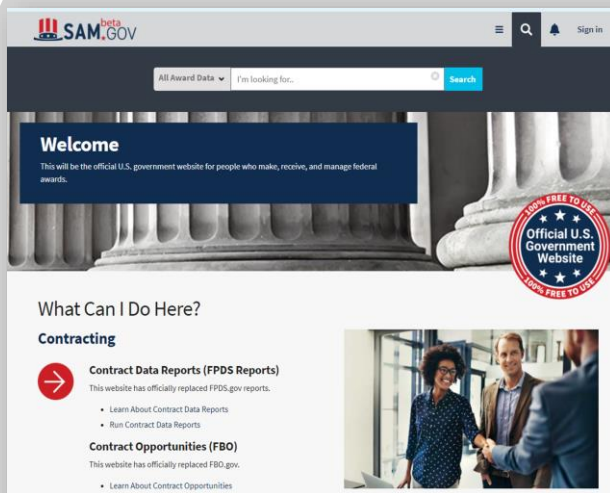 beta
SAM.GOV
Sign in
All Award Data
I'm looking for..
Search
Welcome
This will be the official U.S. government website for people who make, receive, and manage federal
awards.
100% FREE TO USE
Official U.S.
Government
Website
100% FREE TO USE
What Can I Do Here?
Contracting
Contract Data Reports (FPDS Reports)
This website has officially replaced FPDS.gov reports.
Learn About Contract Data Reports
Run Contract Data Reports
Contract Opportunities (FBO)
This website has officially replaced FBO.gov.
Learn About Contract Opportunities